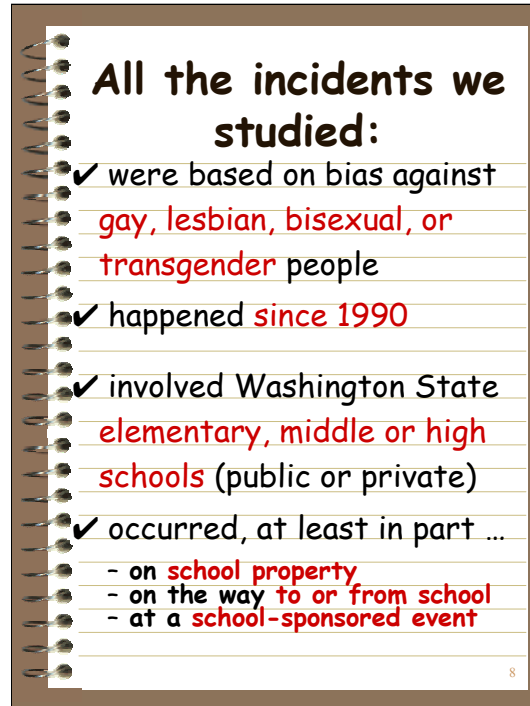 All the incidents we
studied:
✔ were based on bias against
gay, lesbian, bisexual, or
transgender people
✔ happened since 1990
✔ involved Washington State
elementary, middle or high
schools (public or private)
✔ occurred, at least in part …
– on school property
– on the way to or from school
– at a school-sponsored event
8